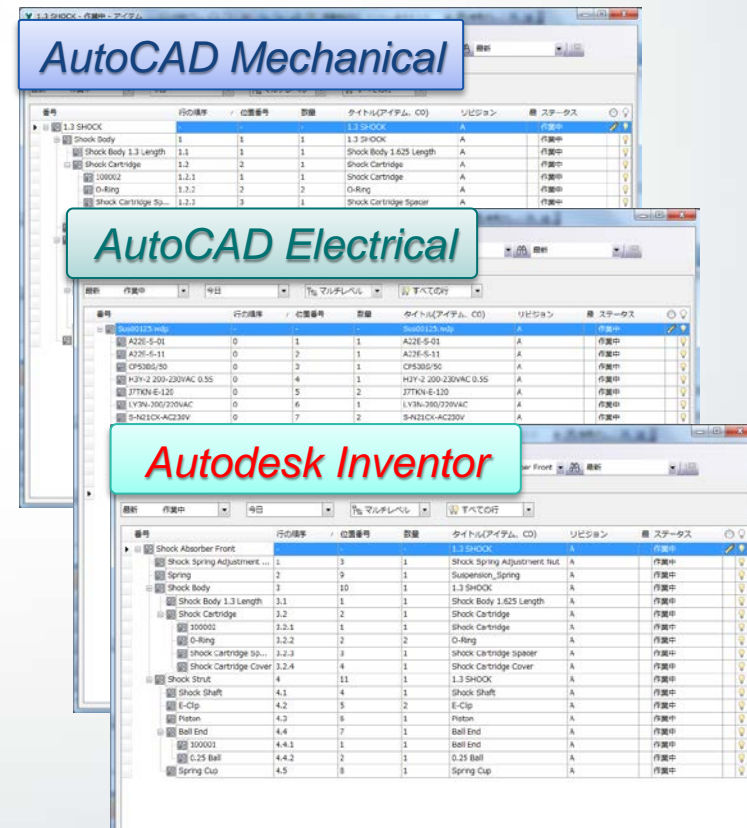 1.3 SHOCK - 作業中 - アイテム
AutoCAD Mechanical
最新
番号 行の順序 位置番号 数量 タイトル(アイテム、CO) リビジョン ステータス
1.3 SHOCK - - - 1.3 SHOCK A 作業中
Shock Body 1 1 1 1.3 SHOCK A 作業中
Shock Body 1.3 Length 1.1 1 1 Shock Body 1.625 Length A 作業中
Shock Cartridge 1.2 2 1 Shock Cartridge A 作業中
100002 1.2.1 1 1 Shock Cartridge A 作業中
O-Ring 1.2.2 2 2 O-Ring A 作業中
Shock Cartridge Sp... 1.2.3 3 1 Shock Cartridge Spacer A 作業中
AutoCAD Electrical
最新
最新 作業中 今日 マルチレベル すべての行
番号 行の順序 位置番号 数量 タイトル(アイテム、CO) リビジョン ステータス
Sus00125.wdp - - - Sus00125.wdp A 作業中
A22E-S-01 0 1 1 A22E-S-01 A 作業中
A22E-S-11 0 2 1 A22E-S-11 A 作業中
CP53BS/50 0 3 1 CP53BS/50 A 作業中
H3Y-2 200-230VAC 0.5S 0 4 1 H3Y-2 200-230VAC 0.5S A 作業中
J7TKN-E-120 0 5 2 J7TKN-E-120 A 作業中
LY3N-200/220VAC 0 6 1 LY3N-200/220VAC A 作業中
S-N21CX-AC230V 0 7 2 S-N21CX-AC230V A 作業中
Autodesk Inventor
er Front 最新
最新 作業中 今日 マルチレベル すべての行
番号 行の順序 位置番号 数量 タイトル(アイテム、CO) リビジョン ステータス
Shock Absorber Front - - - 1.3 SHOCK A 作業中
Shock Spring Adjustment ... 1 3 1 Shock Spring Adjustment Nut A 作業中
Spring 2 9 1 Suspension_Spring A 作業中
Shock Body 3 10 1 1.3 SHOCK A 作業中
Shock Body 1.3 Length 3.1 1 1 Shock Body 1.625 Length A 作業中
Shock Cartridge 3.2 2 1 Shock Cartridge A 作業中
100002 3.2.1 1 1 Shock Cartridge A 作業中
O-Ring 3.2.2 2 2 O-Ring A 作業中
Shock Cartridge Sp... 3.2.3 3 1 Shock Cartridge Spacer A 作業中
Shock Cartridge Cover 3.2.4 4 1 Shock Cartridge Cover A 作業中
Shock Strut 4 11 1 1.3 SHOCK A 作業中
Shock Shaft 4.1 4 1 Shock Shaft A 作業中
E-Clip 4.2 5 2 E-Clip A 作業中
Piston 4.3 6 1 Piston A 作業中
Ball End 4.4 7 1 Ball End A 作業中
100001 4.4.1 1 1 Ball End A 作業中
0.25 Ball 4.4.2 2 1 0.25 Ball A 作業中
Spring Cup 4.5 8 1 Spring Cup A 作業中